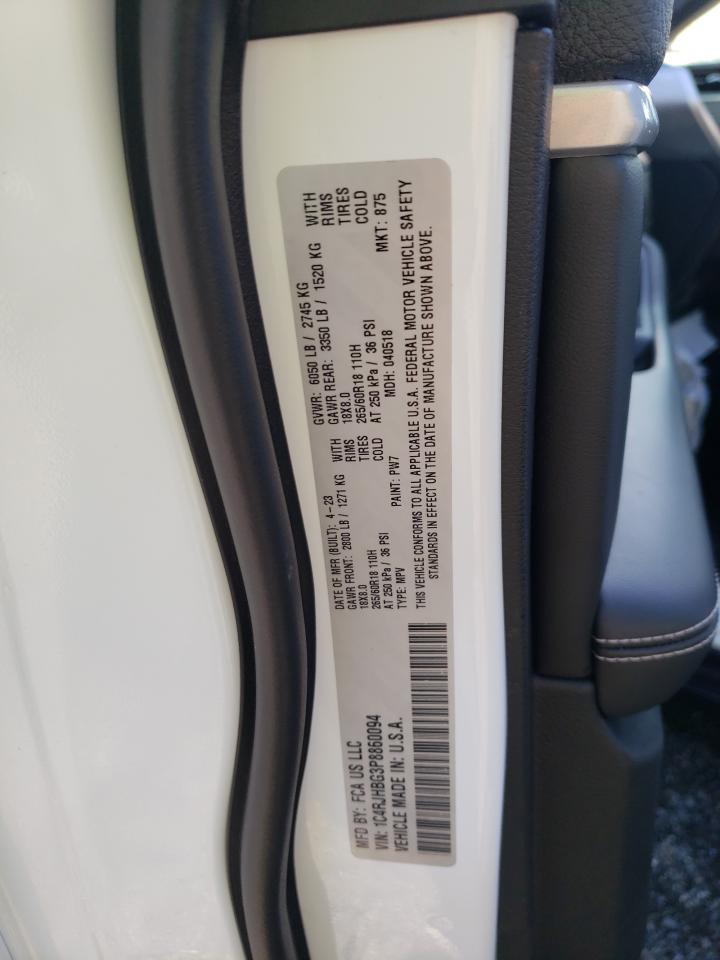 MFD BY: FCA US LLC
VIN: 1C4RJHBG3P8860094
VEHICLE MADE IN: U.S.A.
DATE OF MFR (BUILT): 4-23 GVWR: 6050 LB / 2745 KG
GAWR FRONT: 2800 LB / 1271 KG WITH GAWR REAR: 3350 LB / 1520 KG WITH
18X8.0 RIMS 18X8.0 RIMS
265/60R18 110H TIRES 265/60R18 110H TIRES
AT 250 kPa / 36 PSI COLD AT 250 kPa / 36 PSI COLD
TYPE: MPV PAINT: PW7 MDH: 040518 MKT: 875
THIS VEHICLE CONFORMS TO ALL APPLICABLE U.S.A. FEDERAL MOTOR VEHICLE SAFETY
STANDARDS IN EFFECT ON THE DATE OF MANUFACTURE SHOWN ABOVE.